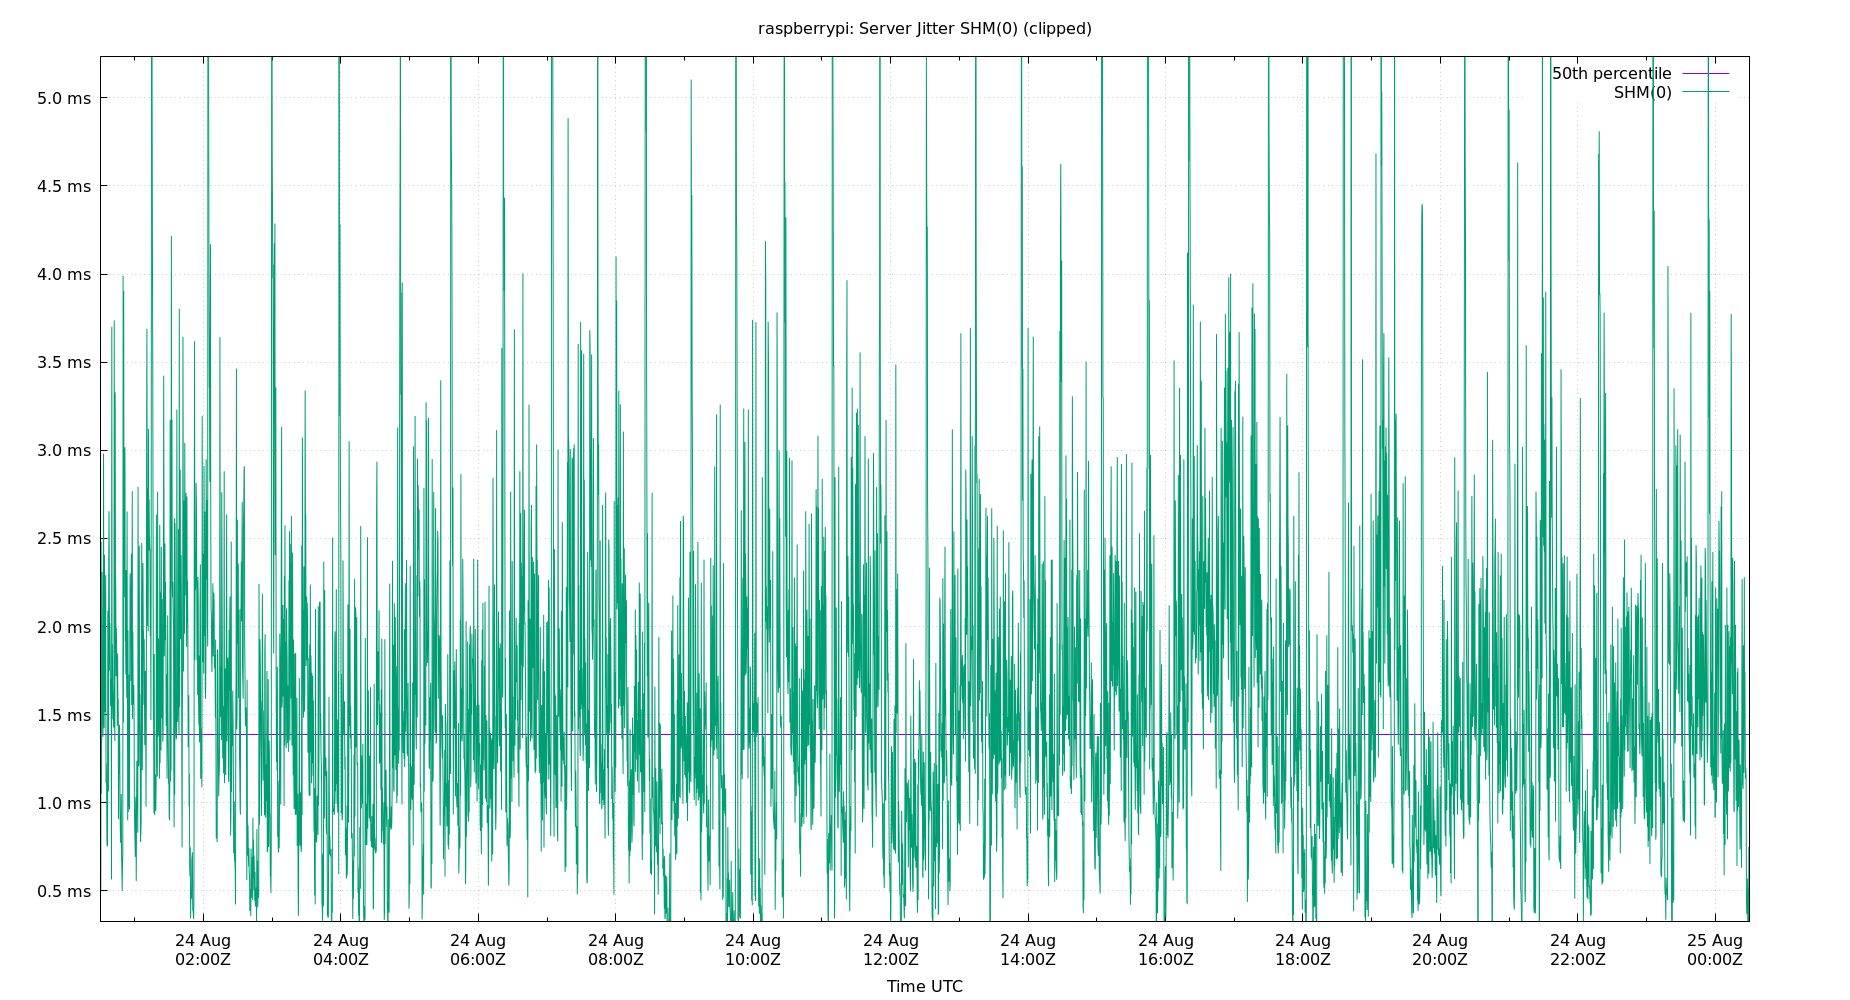 raspberrypi: Server Jitter SHM(0) (clipped)
50th percentile
SHM(0)
5.0 ms
4.5 ms
4.0 ms
3.5 ms
3.0 ms
2.5 ms
2.0 ms
1.5 ms
1.0 ms
0.5 ms
24 Aug 24 Aug 24 Aug 24 Aug 24 Aug 24 Aug 24 Aug 24 Aug 24 Aug 24 Aug 24 Aug 25 Aug
02:00Z 04:00Z 06:00Z 08:00Z 10:00Z 12:00Z 14:00Z 16:00Z 18:00Z 20:00Z 22:00Z 00:00Z
Time UTC